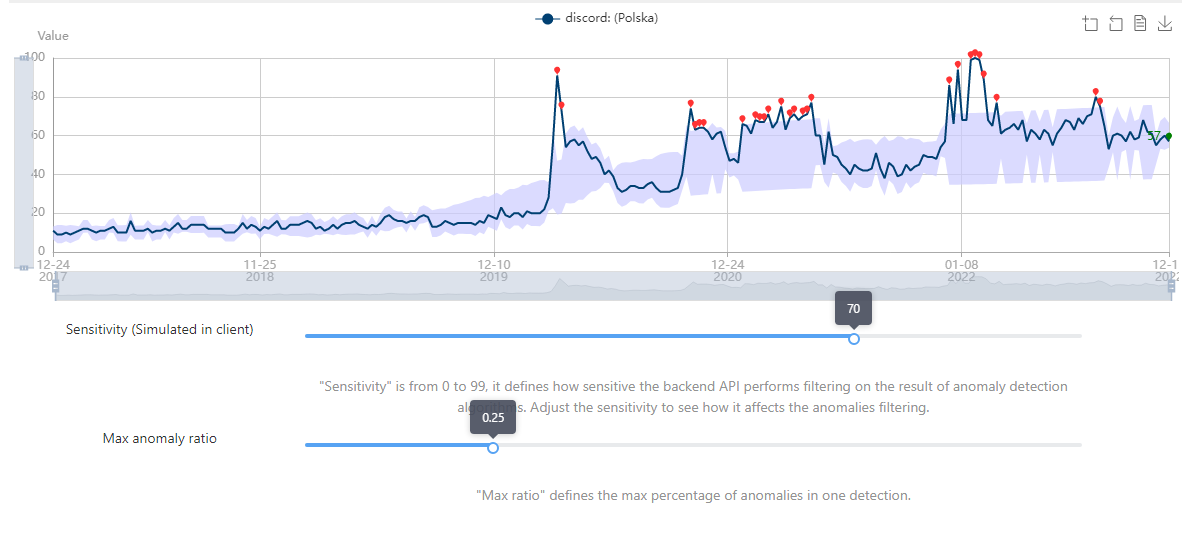 discord: (Polska)
Value
100
80
60
40
20
0
57
12-24
2017
11-25
2018
12-10
2019
12-24
2020
01-08
2022
12-1
Sensitivity (Simulated in client)
70
"Sensitivity" is from 0 to 99, it defines how sensitive the backend API performs filtering on the result of anomaly detection
algorithms. Adjust the sensitivity to see how it affects the anomalies filtering.
Max anomaly ratio
0.25
"Max ratio" defines the max percentage of anomalies in one detection.